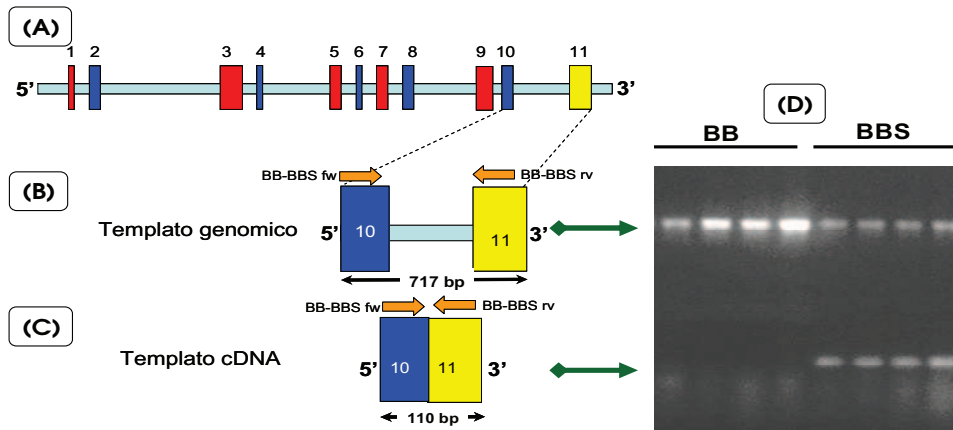 (A)
1 2 3 4 5 6 7 8 9 10 11
5’ 3’
(D)
BB BBS
(B)
BB-BBS fw BB-BBS rv
Templato genomico 5’ 10 11 3’
717 bp
(C)
BB-BBS fw BB-BBS rv
Templato cDNA 5’ 10 11 3’
110 bp